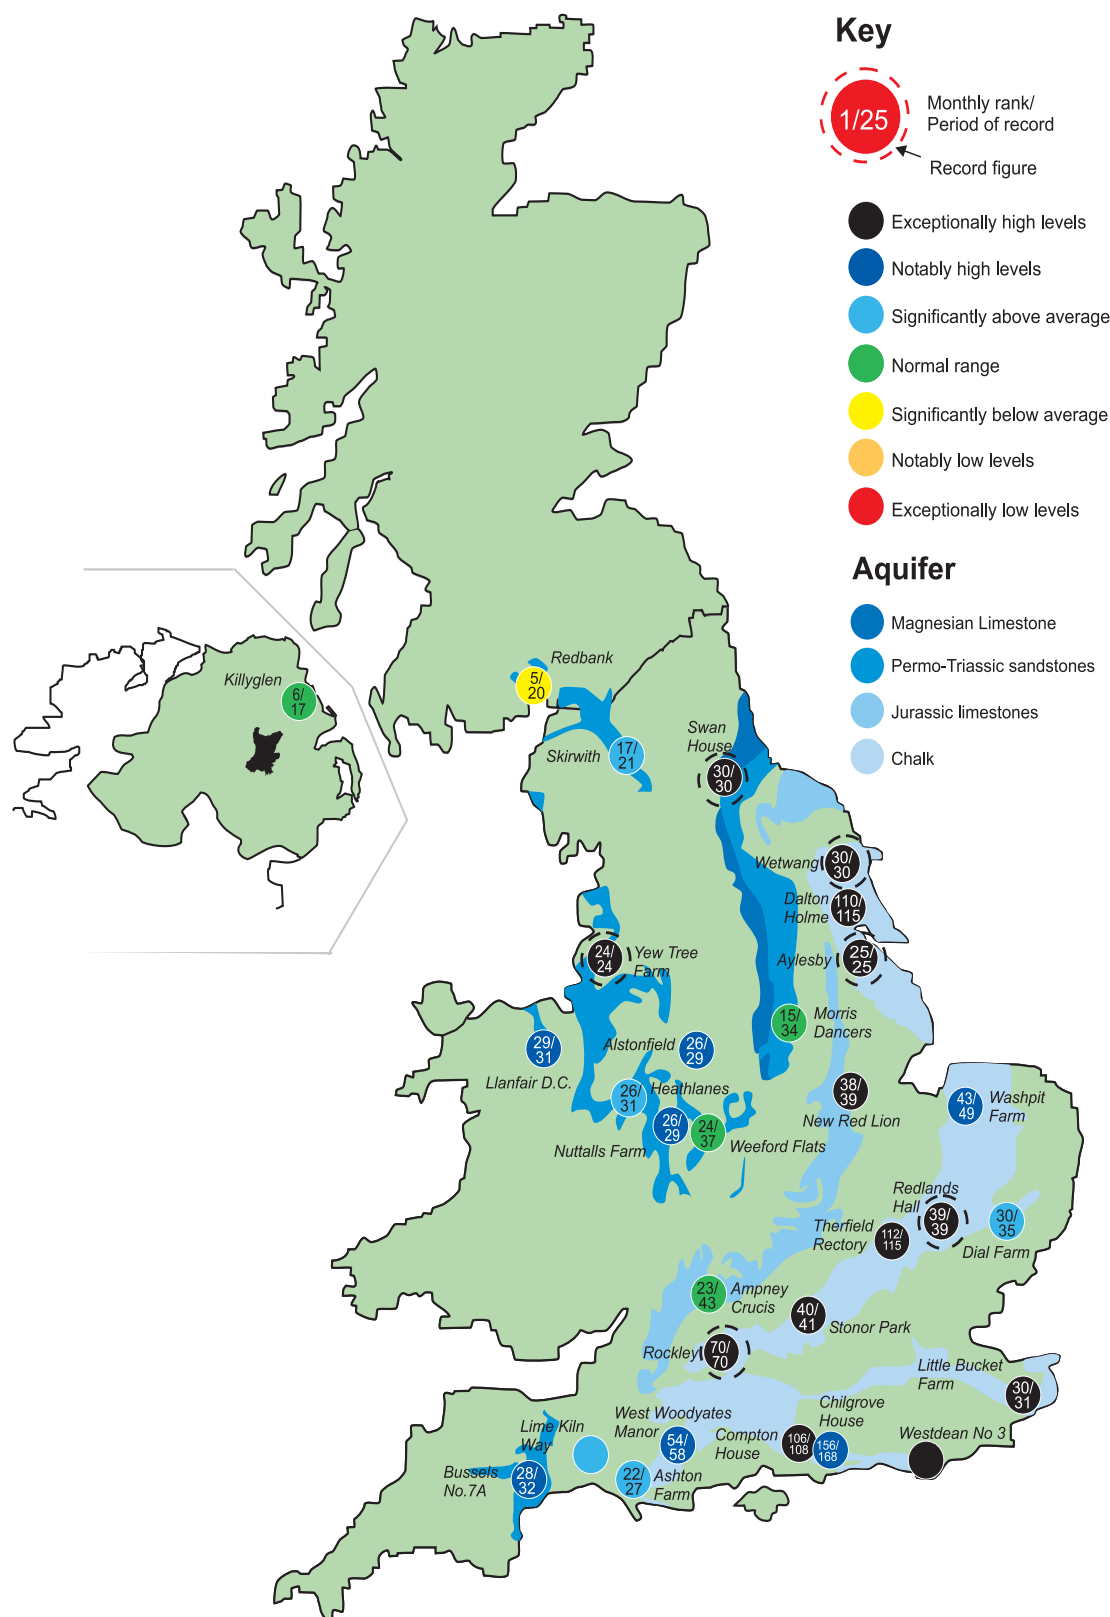 Key
1/25
Monthly rank/
Period of record
Record figure
Exceptionally high levels
Notably high levels
Significantly above average
Normal range
Significantly below average
Notably low levels
Exceptionally low levels
Aquifer
Magnesian Limestone
Permo-Triassic sandstones
Jurassic limestones
Chalk
Killyglen
6/
17
Redbank
5/
20
Skirwith
17/
21
Swan
House
30/
30
Wetwang
30/
30
Dalton
Holme
110/
115
Aylesby
25/
25
Yew Tree
Farm
24/
24
Morris
Dancers
15/
34
Llanfair D.C.
29/
31
Alstonfield
26/
29
Heathlanes
26/
31
Nuttalls Farm
26/
29
Weeford Flats
24/
37
New Red Lion
38/
39
Washpit
Farm
43/
49
Redlands
Hall
39/
39
Therfield
Rectory
112/
115
Dial Farm
30/
35
Ampney
Crucis
23/
43
Stonor Park
40/
41
Rockley
70/
70
Little Bucket
Farm
30/
31
Chilgrove
House
156/
168
Compton
House
106/
108
West Woodyates
Manor
54/
58
Westdean No 3
Lime Kiln
Way
Ashton
Farm
22/
27
Bussels
No.7A
28/
32